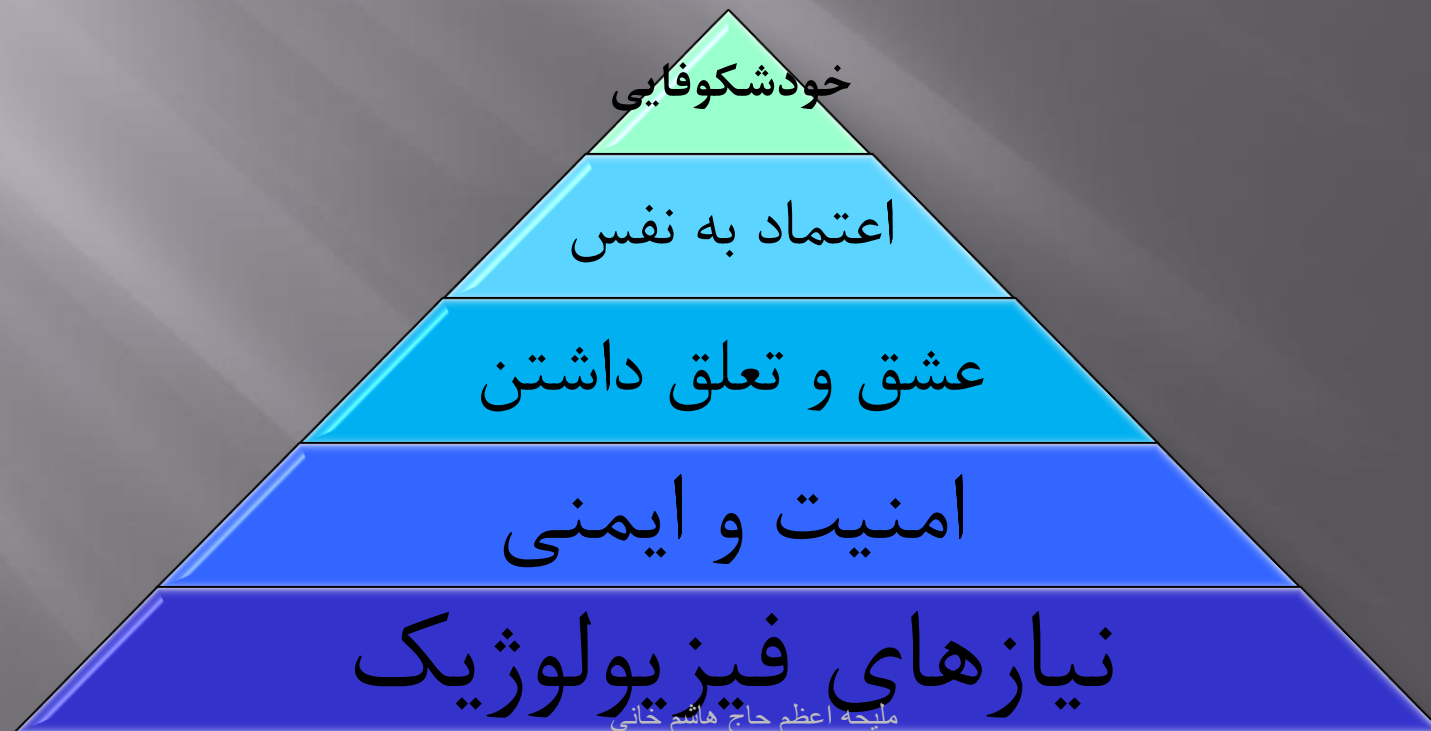 خودشکوفایی
اعتماد به نفس
عشق و تعلق داشتن
امنیت و ایمنی
نیازهای فیزیولوژیک
ملیحه اعظم حاج هاشم خانی